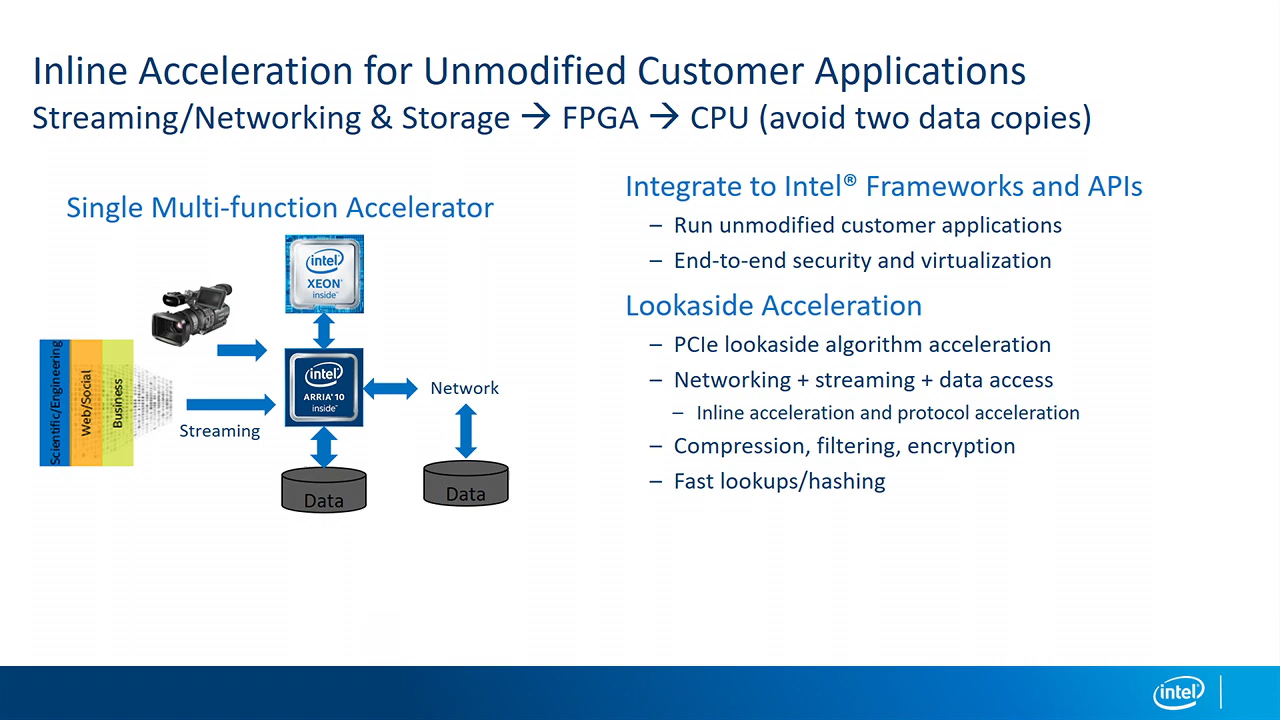 Inline Acceleration for Unmodified Customer Applications
Streaming/Networking & Storage → FPGA → CPU (avoid two data copies)
Single Multi-function Accelerator
intel
XEON®
inside™
intel
ARRIA® 10
inside™
Scientific/Engineering
Web/Social
Business
Streaming
Network
Data
Data
Integrate to Intel® Frameworks and APIs
– Run unmodified customer applications
– End-to-end security and virtualization
Lookaside Acceleration
– PCIe lookaside algorithm acceleration
– Networking + streaming + data access
– Inline acceleration and protocol acceleration
– Compression, filtering, encryption
– Fast lookups/hashing
intel